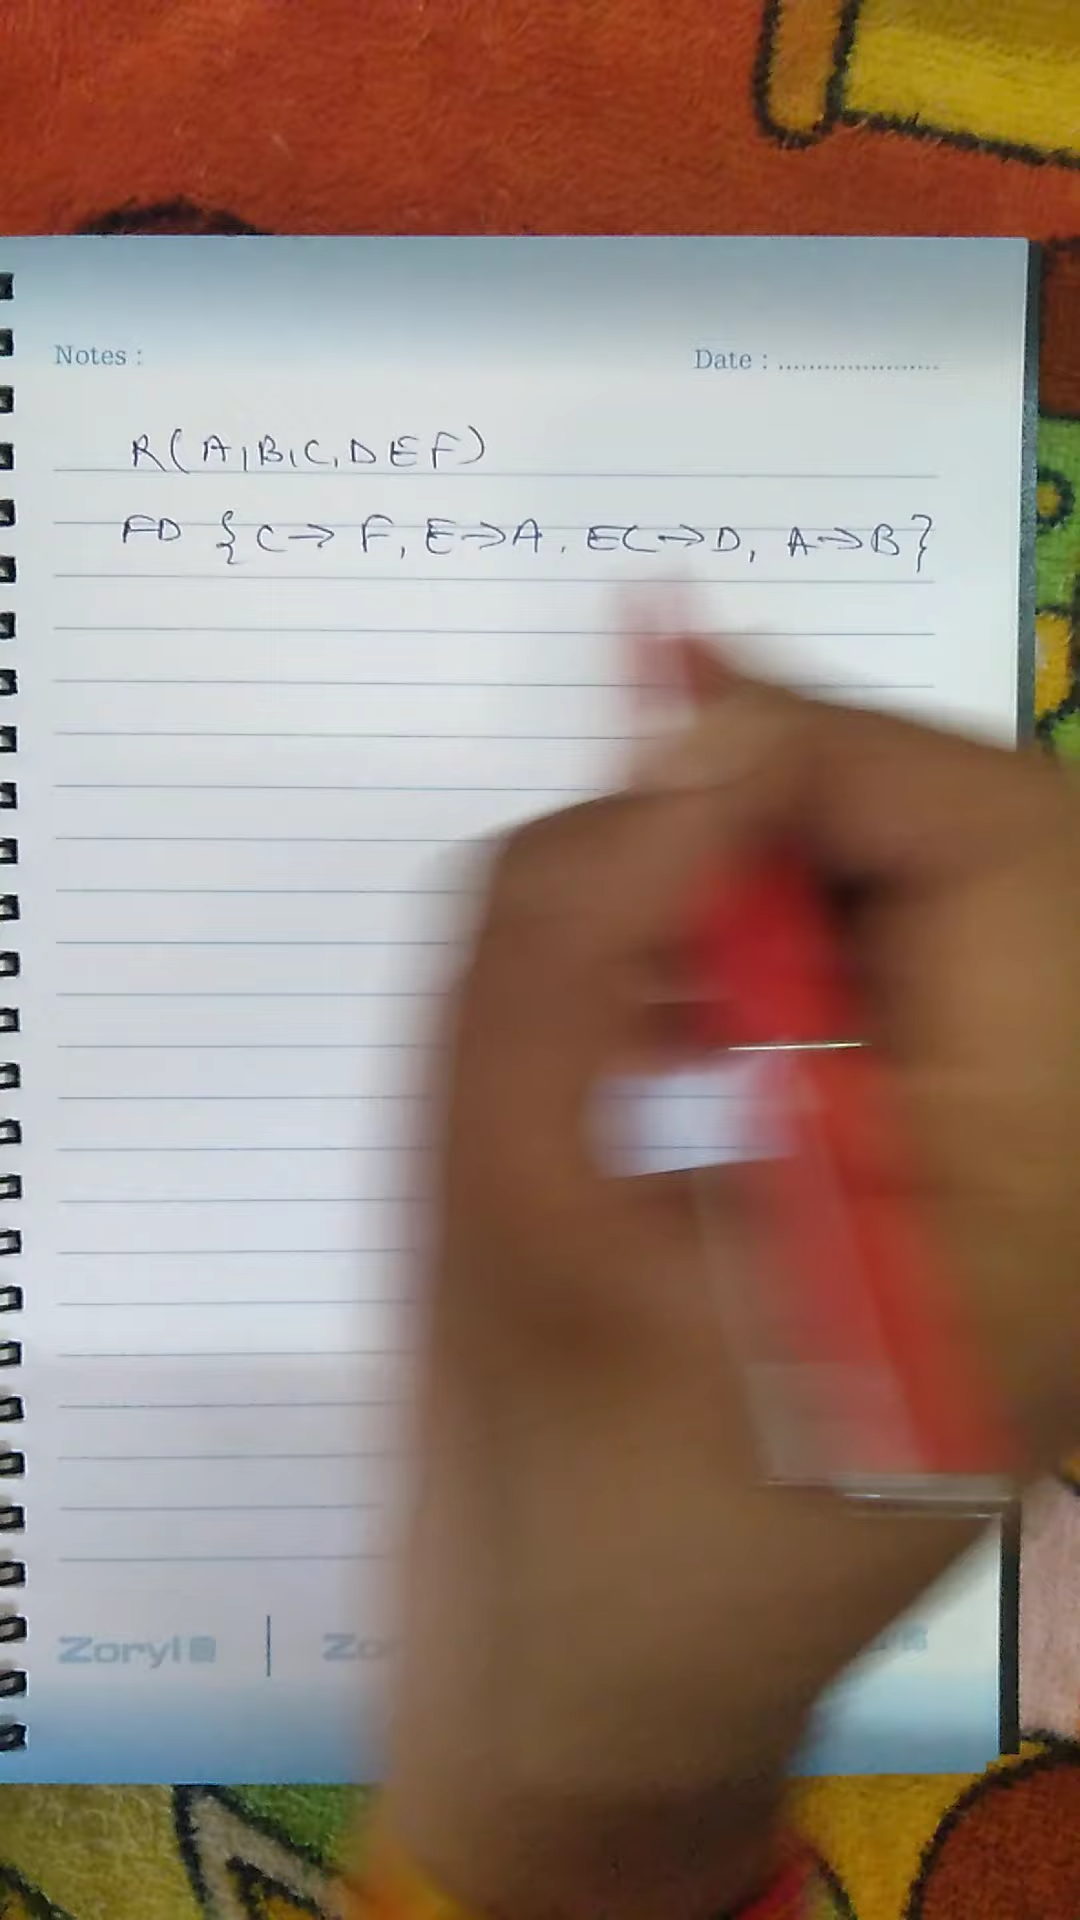 Notes :
Date : ......................
R(A,B,C,DEF)
FD {C→F, E→A, EC→D, A→B}
Zoryl